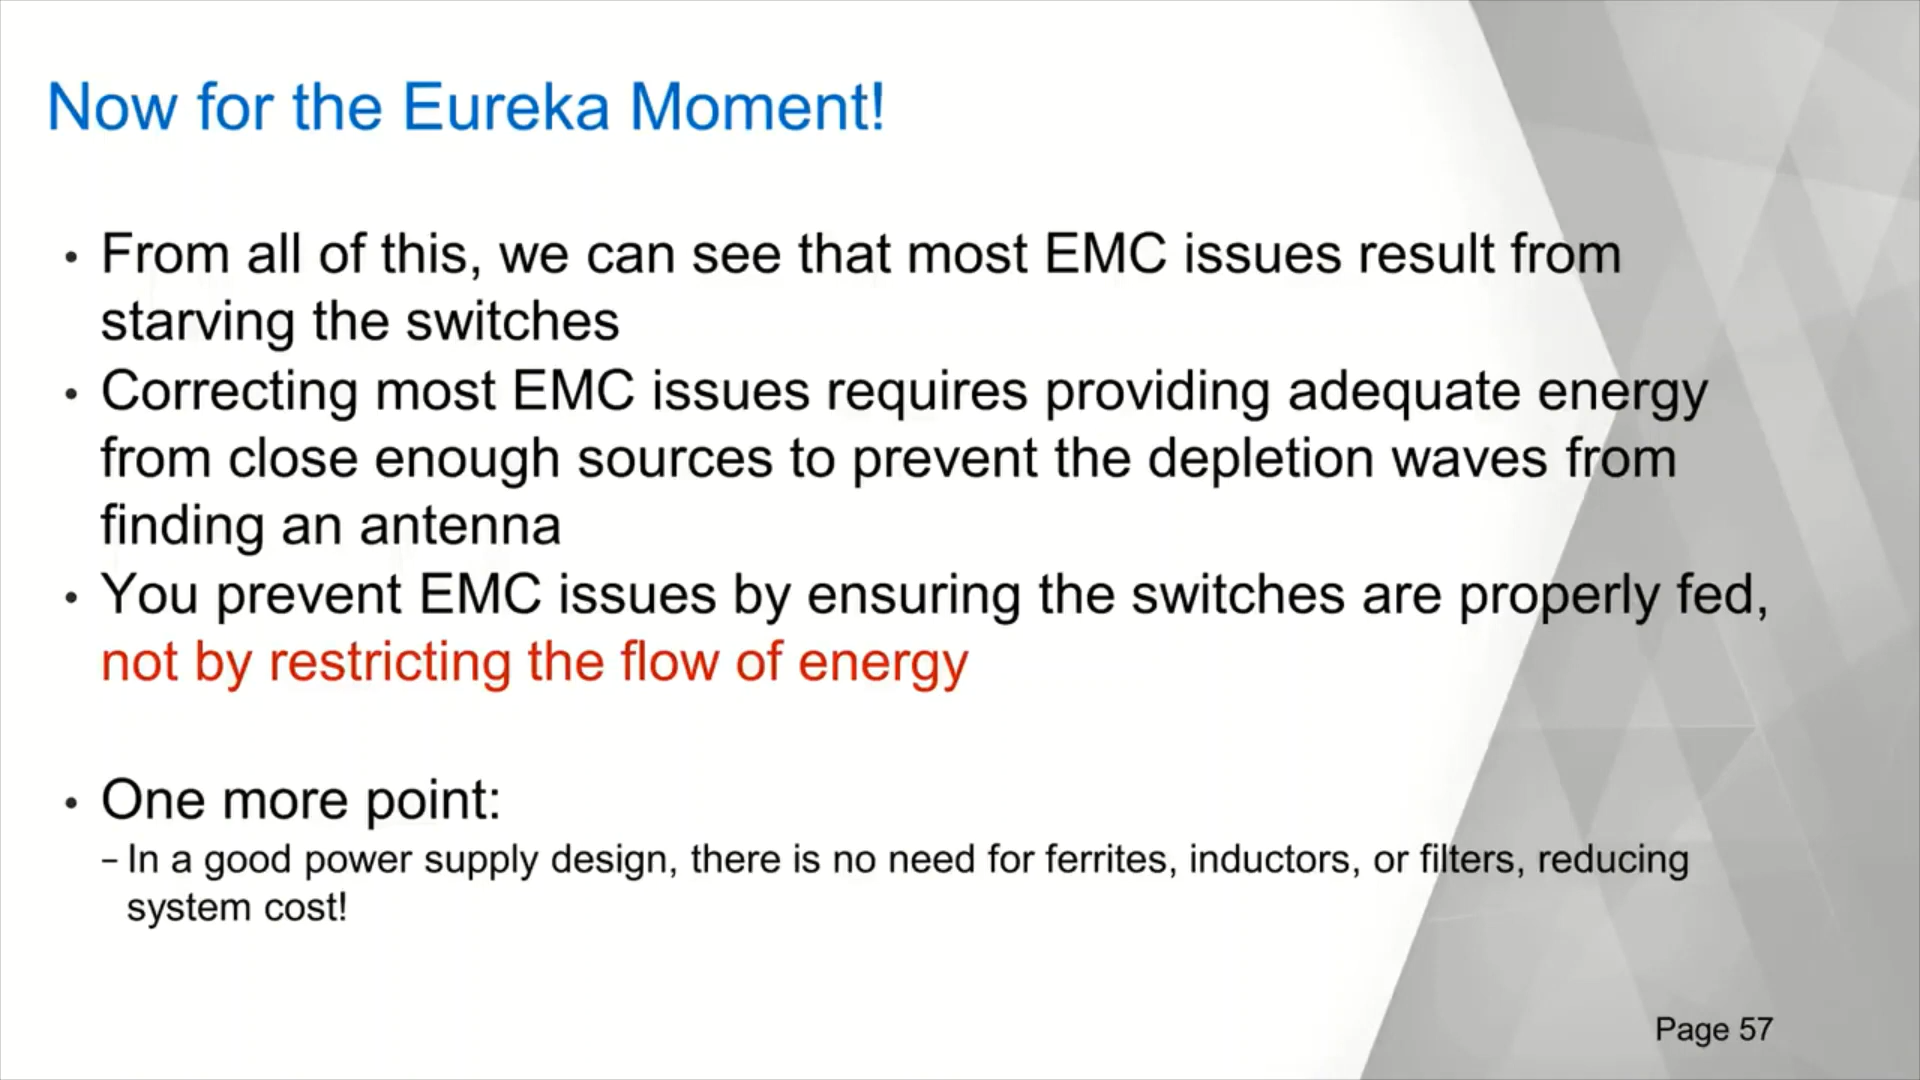 Now for the Eureka Moment!
• From all of this, we can see that most EMC issues result from
starving the switches
• Correcting most EMC issues requires providing adequate energy
from close enough sources to prevent the depletion waves from
finding an antenna
• You prevent EMC issues by ensuring the switches are properly fed,
not by restricting the flow of energy
• One more point:
– In a good power supply design, there is no need for ferrites, inductors, or filters, reducing
system cost!
Page 57